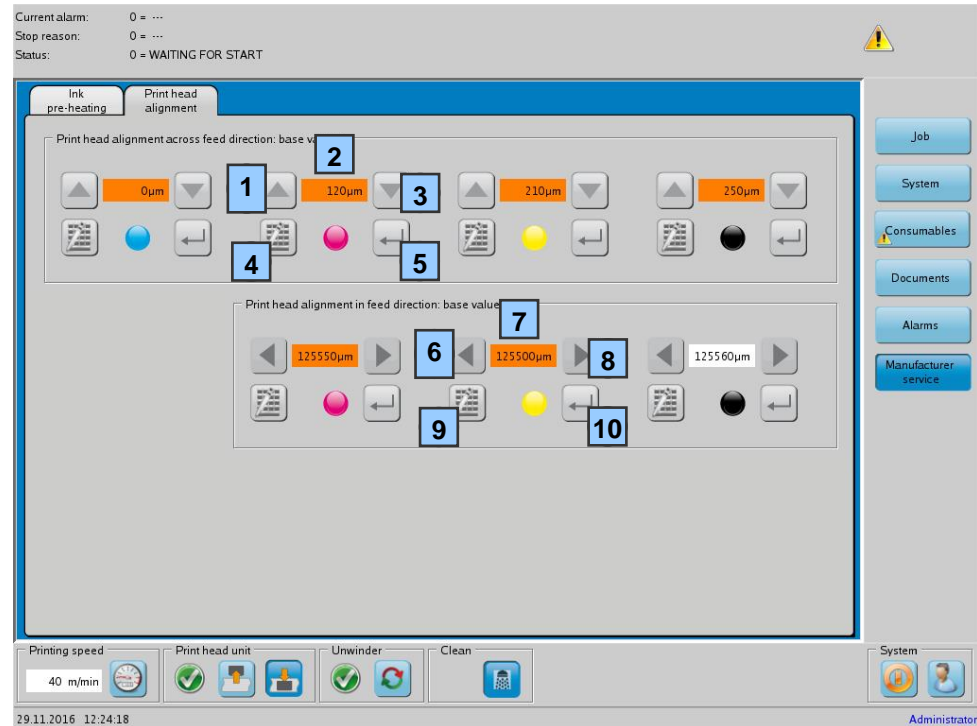 Current alarm: 0 = ---
Stop reason: 0 = ---
Status: 0 = WAITING FOR START
Ink
pre-heating
Print head
alignment
Print head alignment across feed direction: base va
1
2
3
0µm
120µm
210µm
250µm
4
5
Print head alignment in feed direction: base value
6
7
8
125550µm
125500µm
125560µm
9
10
Job
System
Consumables
Documents
Alarms
Manufacturer
service
Printing speed
40 m/min
Print head unit
Unwinder
Clean
System
29.11.2016 12:24:18
Administrator